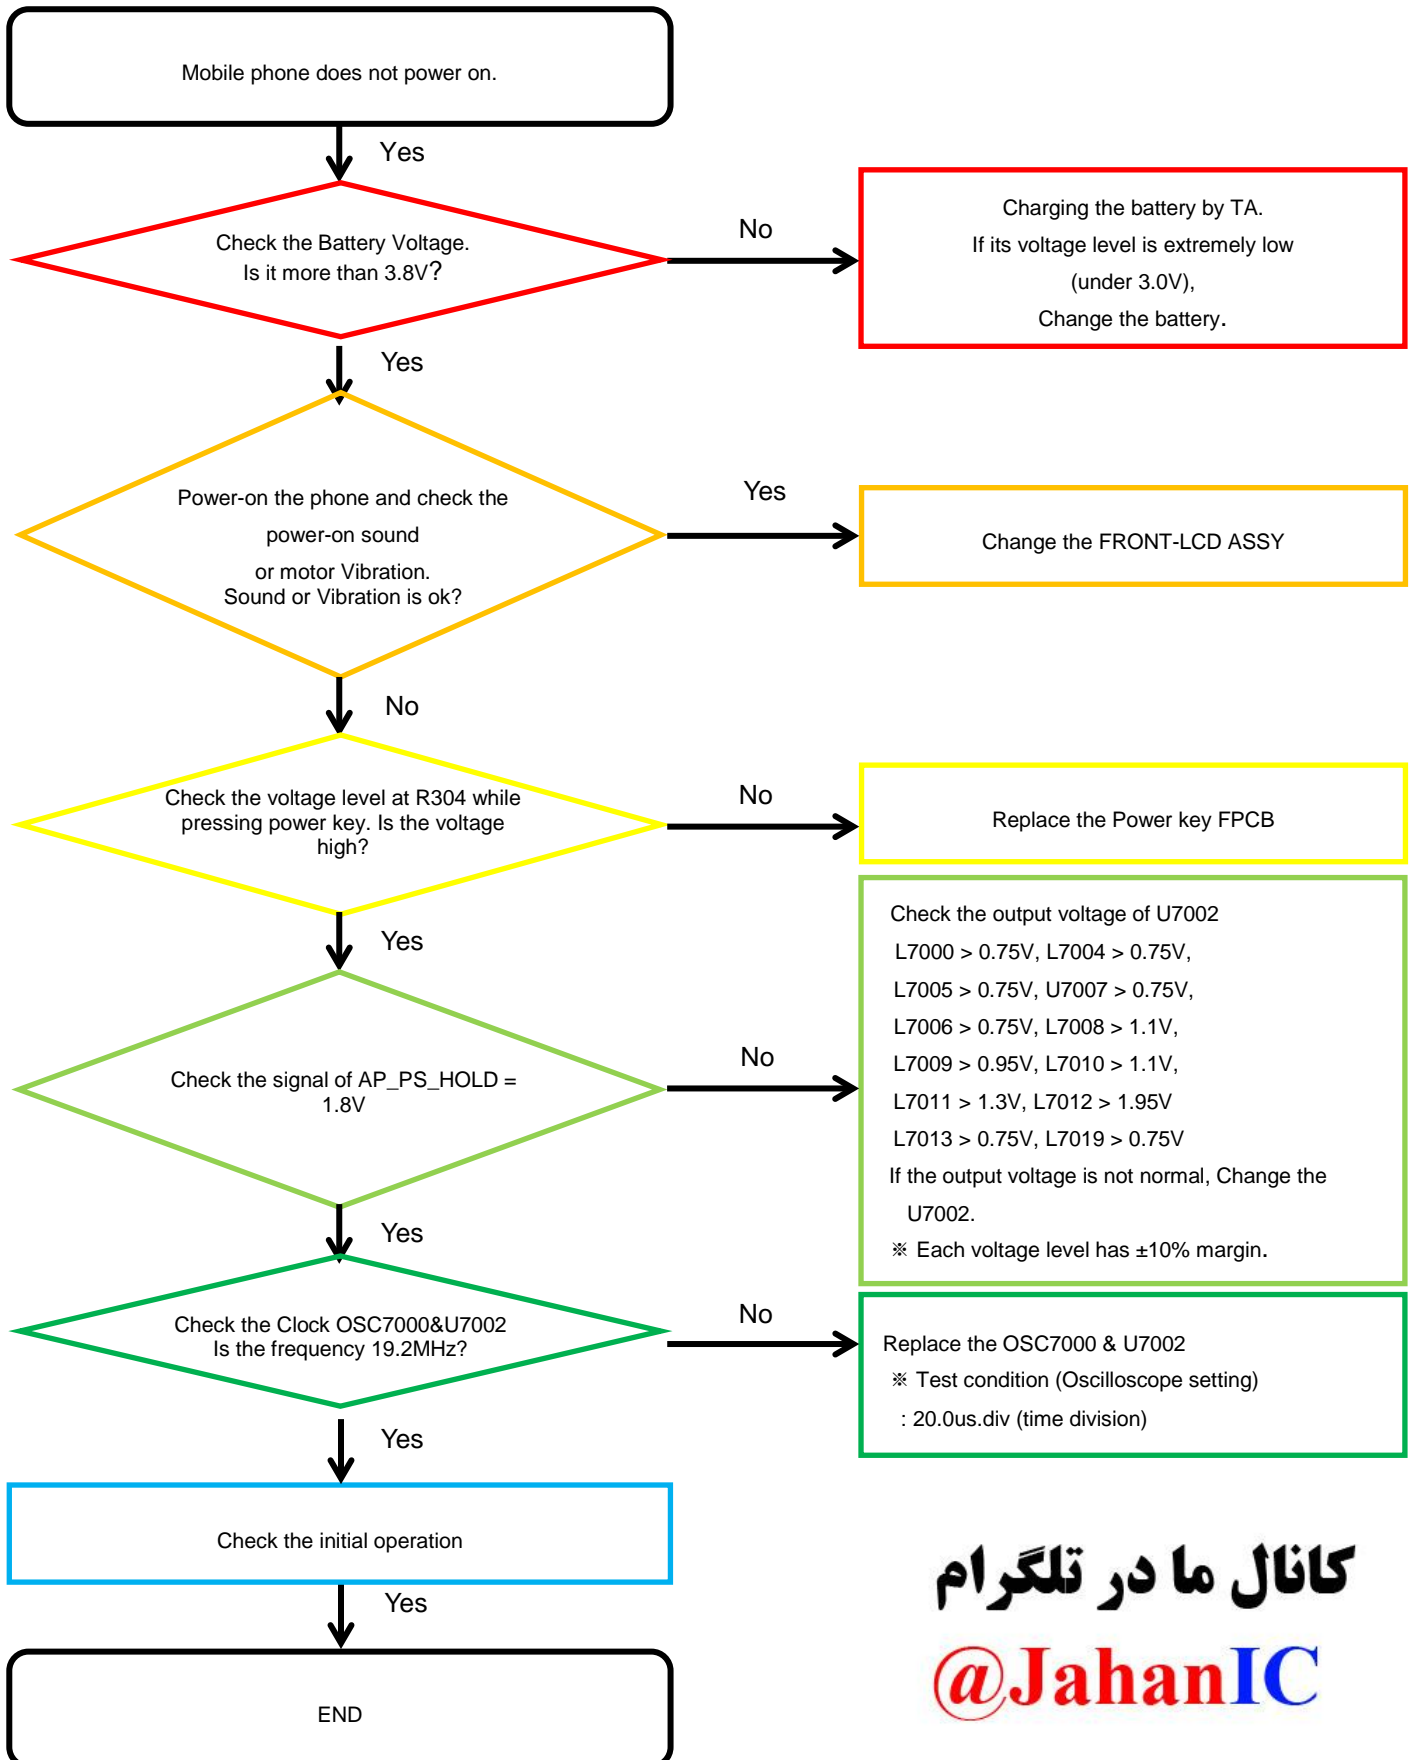 Mobile phone does not power on.
Yes
Check the Battery Voltage.
Is it more than 3.8V?
No
Charging the battery by TA.
If its voltage level is extremely low
(under 3.0V),
Change the battery.
Yes
Power-on the phone and check the
power-on sound
or motor Vibration.
Sound or Vibration is ok?
Yes
Change the FRONT-LCD ASSY
No
Check the voltage level at R304 while
pressing power key. Is the voltage
high?
No
Replace the Power key FPCB
Yes
Check the signal of AP_PS_HOLD =
1.8V
No
Check the output voltage of U7002
L7000 > 0.75V, L7004 > 0.75V,
L7005 > 0.75V, U7007 > 0.75V,
L7006 > 0.75V, L7008 > 1.1V,
L7009 > 0.95V, L7010 > 1.1V,
L7011 > 1.3V, L7012 > 1.95V
L7013 > 0.75V, L7019 > 0.75V
If the output voltage is not normal, Change the
U7002.
※ Each voltage level has ±10% margin.
Yes
Check the Clock OSC7000&U7002
Is the frequency 19.2MHz?
No
Replace the OSC7000 & U7002
※ Test condition (Oscilloscope setting)
: 20.0us.div (time division)
Yes
Check the initial operation
Yes
END
کانال ما در تلگرام
@JahanIC